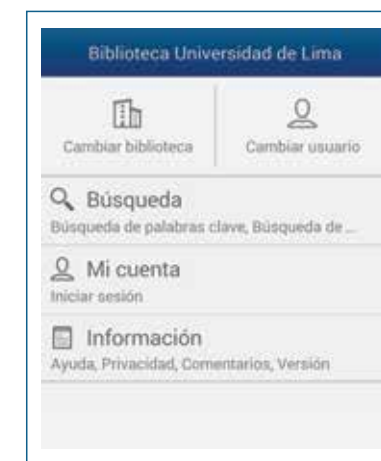 Biblioteca Universidad de Lima
Cambiar biblioteca
Cambiar usuario
Búsqueda
Búsqueda de palabras clave, Búsqueda de ...
Mi cuenta
Iniciar sesión
Información
Ayuda, Privacidad, Comentarios, Versión